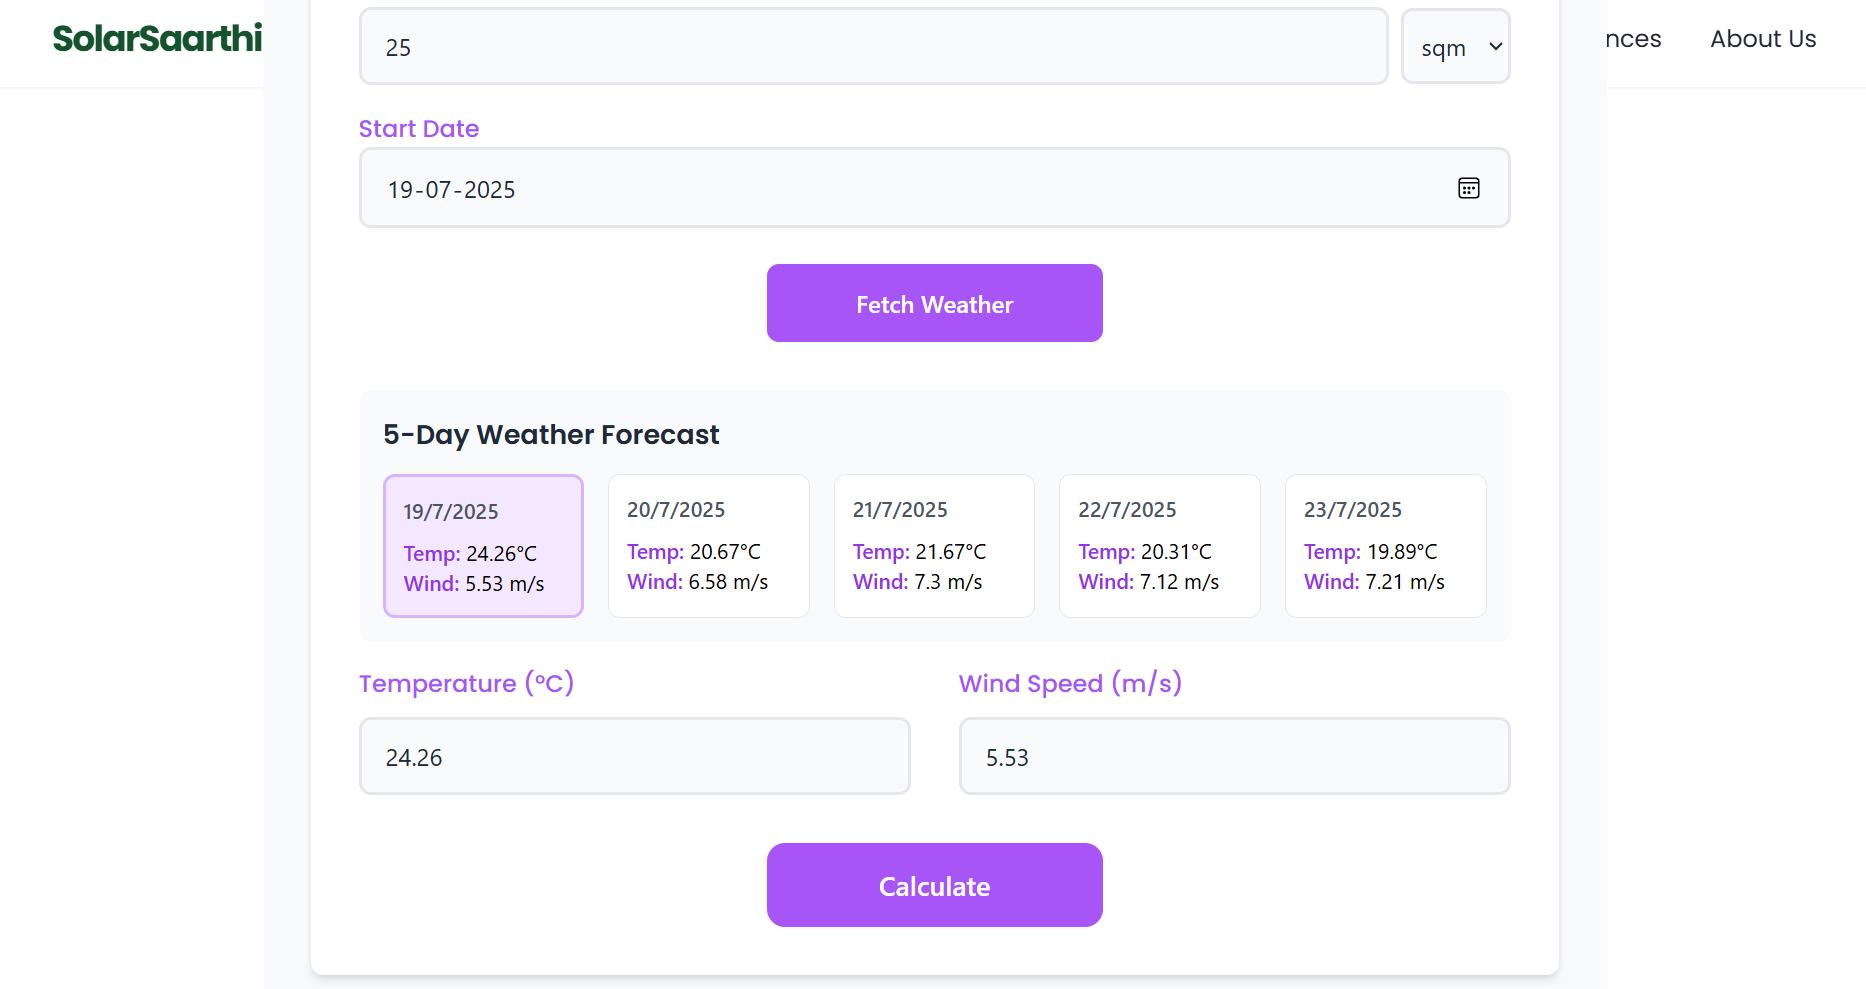 SolarSaarthi
nces
About Us
25
sqm
Start Date
19-07-2025
Fetch Weather
5-Day Weather Forecast
19/7/2025
Temp: 24.26°C
Wind: 5.53 m/s
20/7/2025
Temp: 20.67°C
Wind: 6.58 m/s
21/7/2025
Temp: 21.67°C
Wind: 7.3 m/s
22/7/2025
Temp: 20.31°C
Wind: 7.12 m/s
23/7/2025
Temp: 19.89°C
Wind: 7.21 m/s
Temperature (°C)
24.26
Wind Speed (m/s)
5.53
Calculate